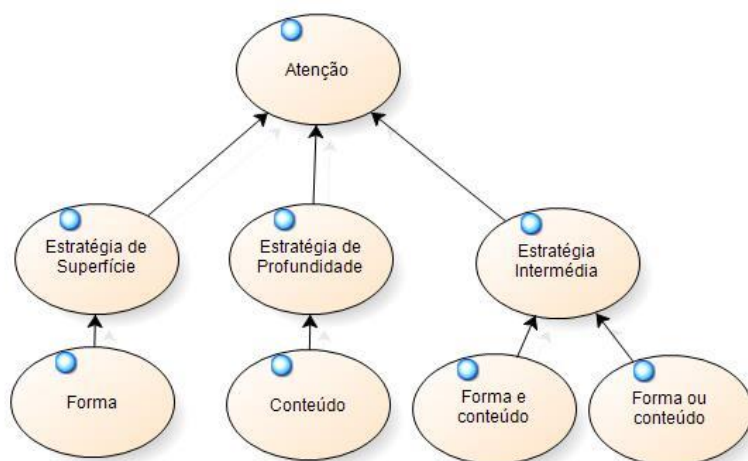 Atenção
Estratégia de
Superfície
Estratégia de
Profundidade
Estratégia
Intermédia
Forma
Conteúdo
Forma e
conteúdo
Forma ou
conteúdo